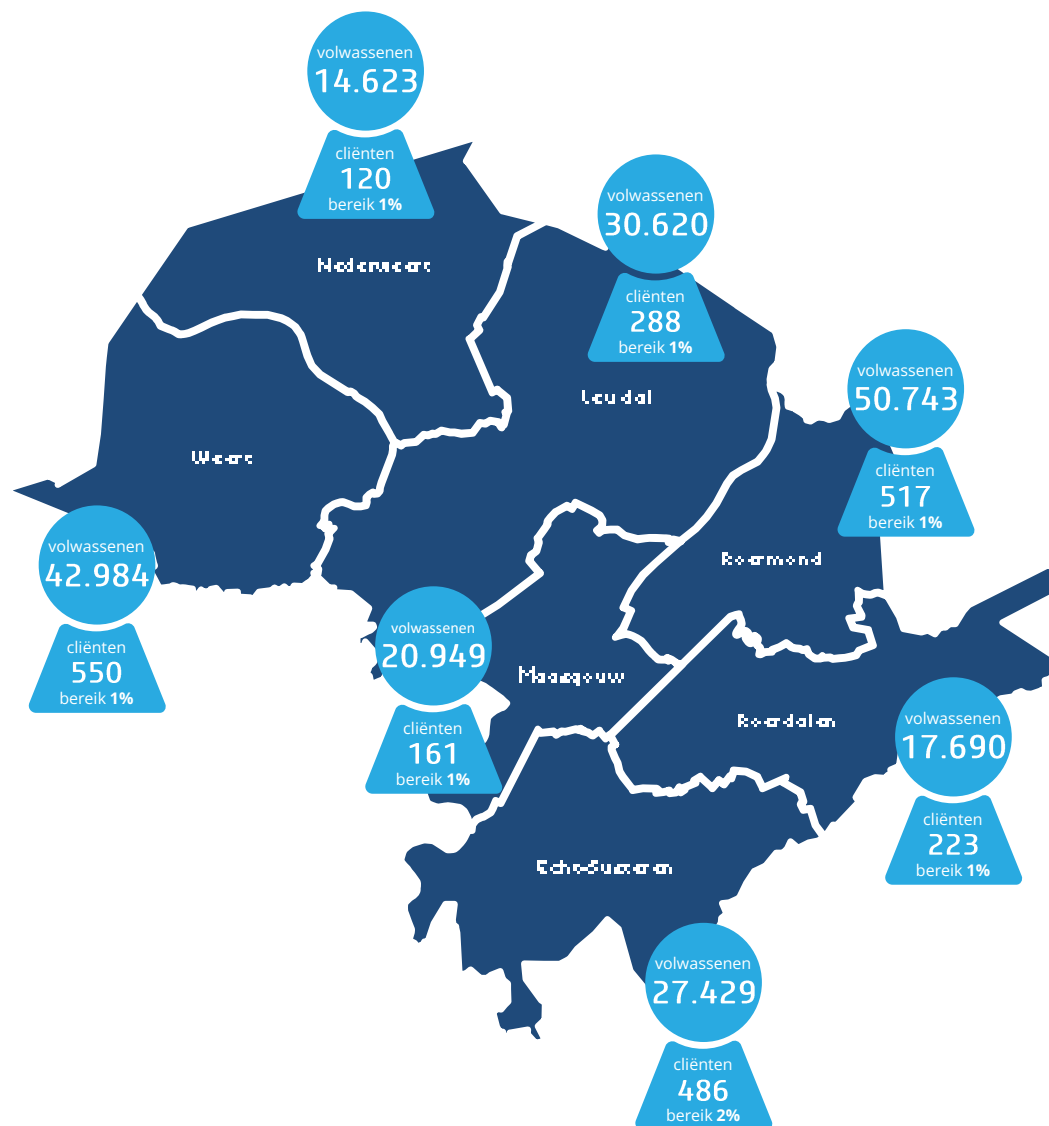 volwassenen
14.623
cliënten
120
bereik 1%
volwassenen
30.620
cliënten
288
bereik 1%
Nederweert
volwassenen
50.743
cliënten
517
bereik 1%
Leudal
Weert
volwassenen
42.984
cliënten
550
bereik 1%
Roermond
volwassenen
20.949
cliënten
161
bereik 1%
Maasgouw
volwassenen
17.690
cliënten
223
bereik 1%
Roerdalen
Echt-Susteren
volwassenen
27.429
cliënten
486
bereik 2%